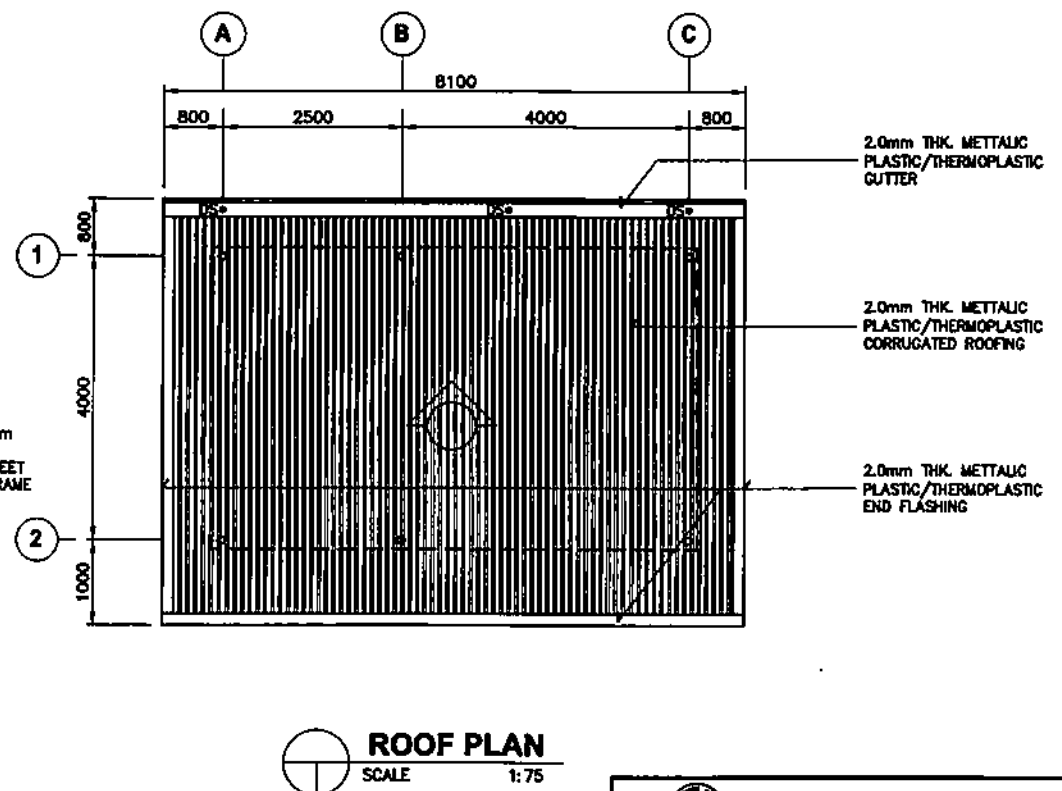 A B C
8100
800 2500 4000 800
2.0mm THK. METTALIC
PLASTIC/THERMOPLASTIC
GUTTER
DS DS DS
800
1
2.0mm THK. METTALIC
PLASTIC/THERMOPLASTIC
CORRUGATED ROOFING
4000
m
EET
RAME
2.0mm THK. METTALIC
PLASTIC/THERMOPLASTIC
END FLASHING
2
1000
ROOF PLAN
SCALE 1:75